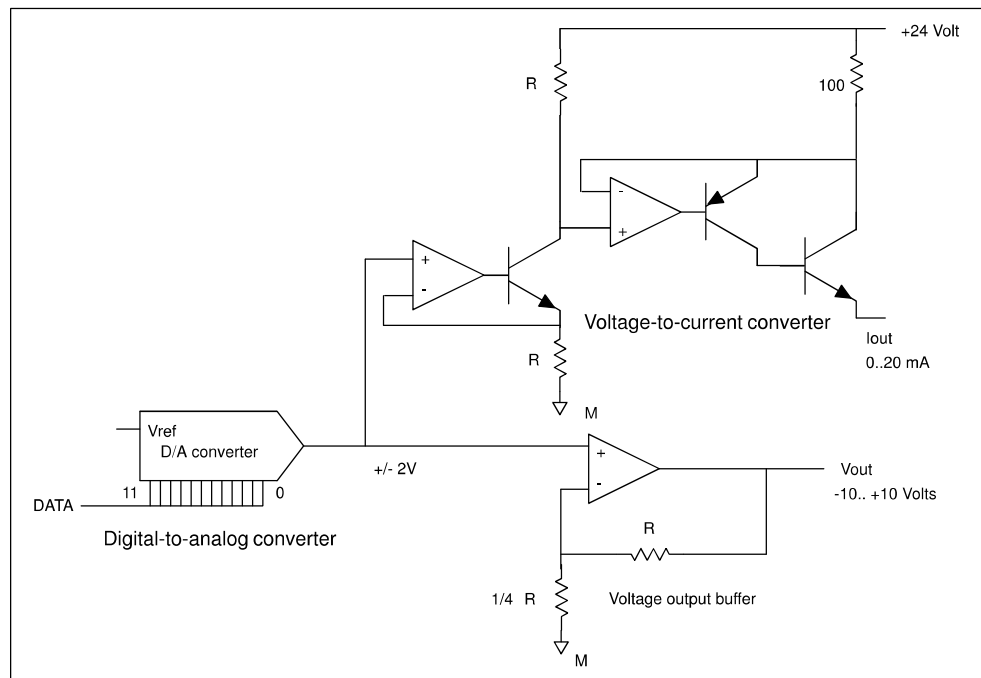 +24 Volt
R
100
-
+
+
-
Voltage-to-current converter
R
Iout
0..20 mA
M
Vref
D/A converter
+/- 2V
+
-
Vout
-10.. +10 Volts
11
0
DATA
Digital-to-analog converter
R
1/4 R
Voltage output buffer
M